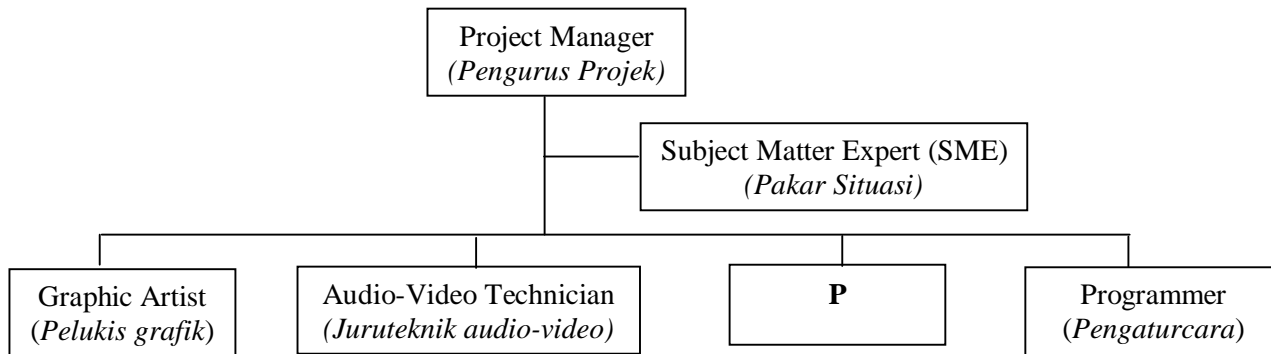 Project Manager
(Pengurus Projek)
Subject Matter Expert (SME)
(Pakar Situasi)
Graphic Artist
(Pelukis grafik)
Audio-Video Technician
(Juruteknik audio-video)
P
Programmer
(Pengaturcara)